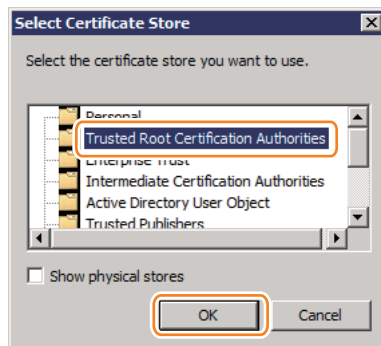 Select Certificate Store
Select the certificate store you want to use.
Personal
Trusted Root Certification Authorities
Enterprise Trust
Intermediate Certification Authorities
Active Directory User Object
Trusted Publishers
Show physical stores
OK
Cancel